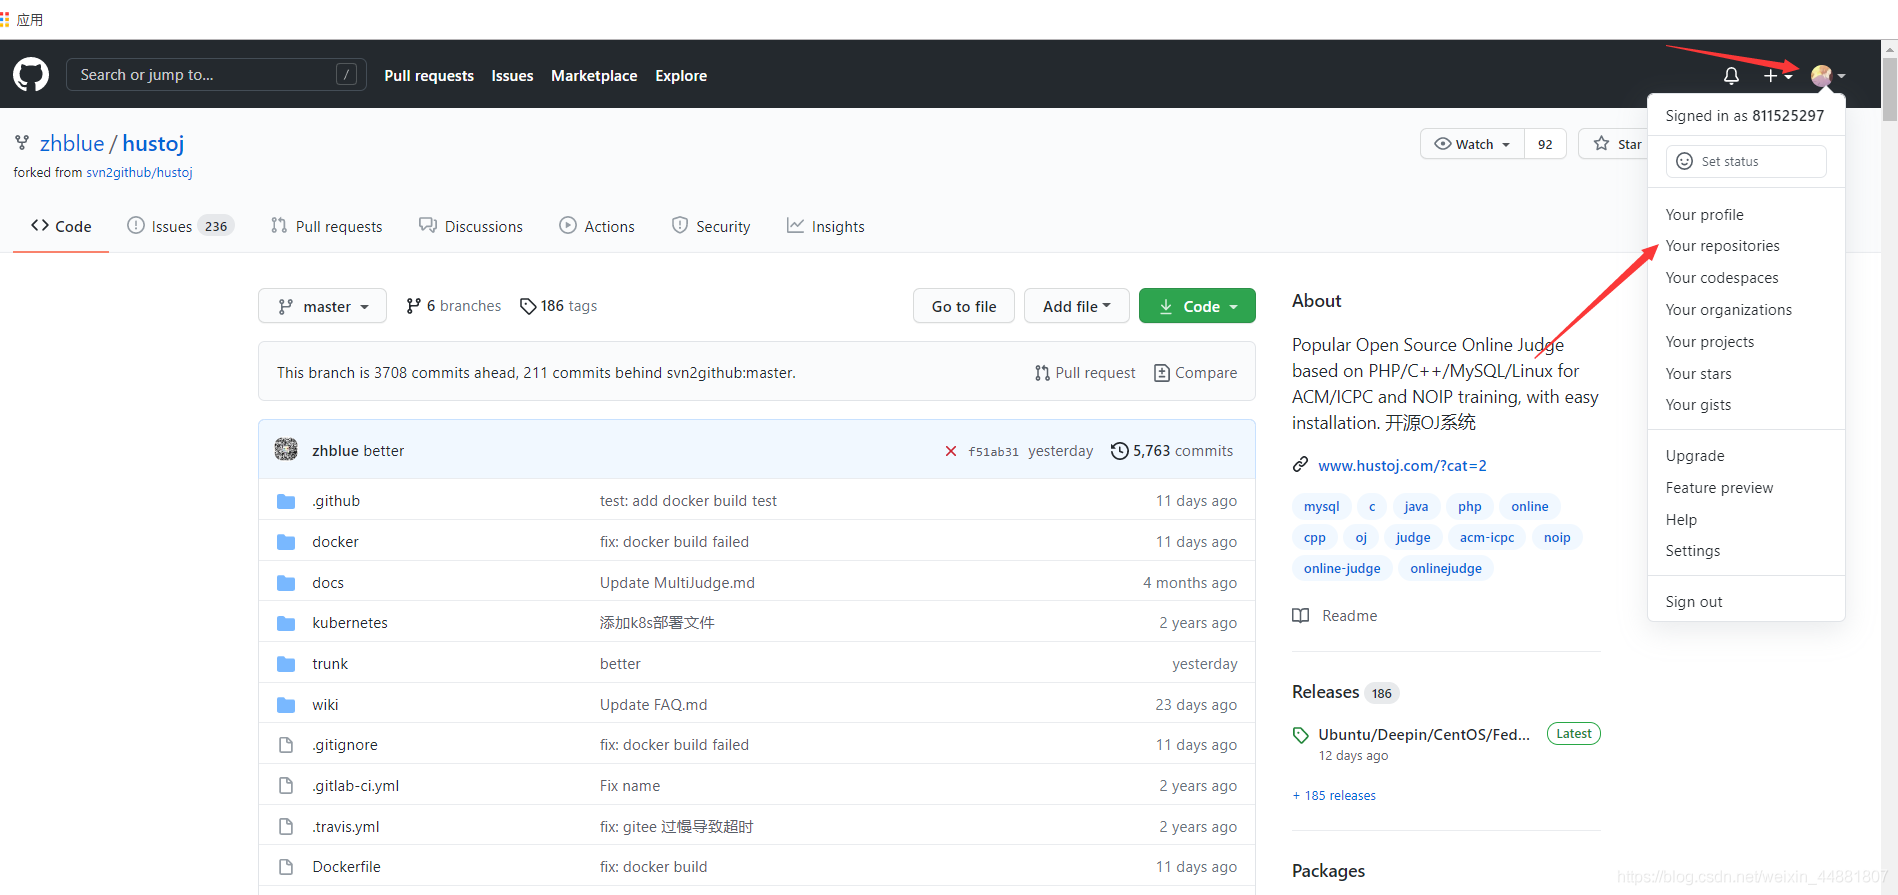 应用
Search or jump to... /
Pull requests Issues Marketplace Explore
Signed in as 811525297
Set status
Your profile
Your repositories
Your codespaces
Your organizations
Your projects
Your stars
Your gists
Upgrade
Feature preview
Help
Settings
Sign out
zhblue / hustoj
forked from svn2github/hustoj
Watch 92 Star
Code Issues 236 Pull requests Discussions Actions Security Insights
master 6 branches 186 tags Go to file Add file Code
This branch is 3708 commits ahead, 211 commits behind svn2github:master. Pull request Compare
zhblue better f51ab31 yesterday 5,763 commits
.github test: add docker build test 11 days ago
docker fix: docker build failed 11 days ago
docs Update MultiJudge.md 4 months ago
kubernetes 添加k8s部署文件 2 years ago
trunk better yesterday
wiki Update FAQ.md 23 days ago
.gitignore fix: docker build failed 11 days ago
.gitlab-ci.yml Fix name 2 years ago
.travis.yml fix: gitee 过慢导致超时 2 years ago
Dockerfile fix: docker build 11 days ago
About
Popular Open Source Online Judge
based on PHP/C++/MySQL/Linux for
ACM/ICPC and NOIP training, with easy
installation. 开源OJ系统
www.hustoj.com/?cat=2
mysql c java php online
cpp oj judge acm-icpc noip
online-judge onlinejudge
Readme
Releases 186
Ubuntu/Deepin/CentOS/Fed... Latest
12 days ago
+ 185 releases
Packages
https://blog.csdn.net/weixin_44881807